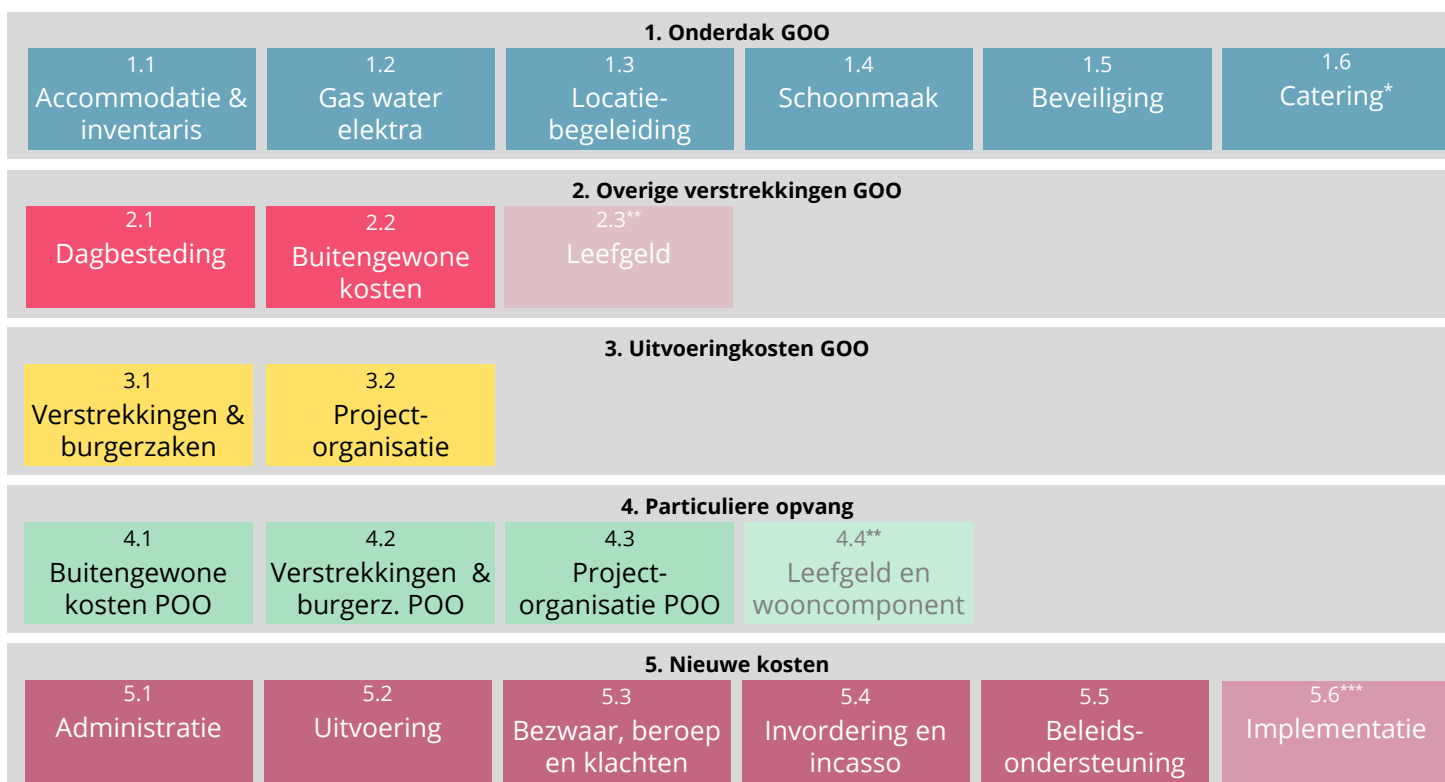 1. Onderdak GOO
1.1
Accommodatie &
inventaris
1.2
Gas water
elektra
1.3
Locatie-
begeleiding
1.4
Schoonmaak
1.5
Beveiliging
1.6
Catering*
2. Overige verstrekkingen GOO
2.1
Dagbesteding
2.2
Buitengewone
kosten
2.3**
Leefgeld
3. Uitvoeringkosten GOO
3.1
Verstrekkingen &
burgerzaken
3.2
Project-
organisatie
4. Particuliere opvang
4.1
Buitengewone
kosten POO
4.2
Verstrekkingen &
burgerz. POO
4.3
Project-
organisatie POO
4.4**
Leefgeld en
wooncomponent
5. Nieuwe kosten
5.1
Administratie
5.2
Uitvoering
5.3
Bezwaar, beroep
en klachten
5.4
Invordering en
incasso
5.5
Beleids-
ondersteuning
5.6***
Implementatie